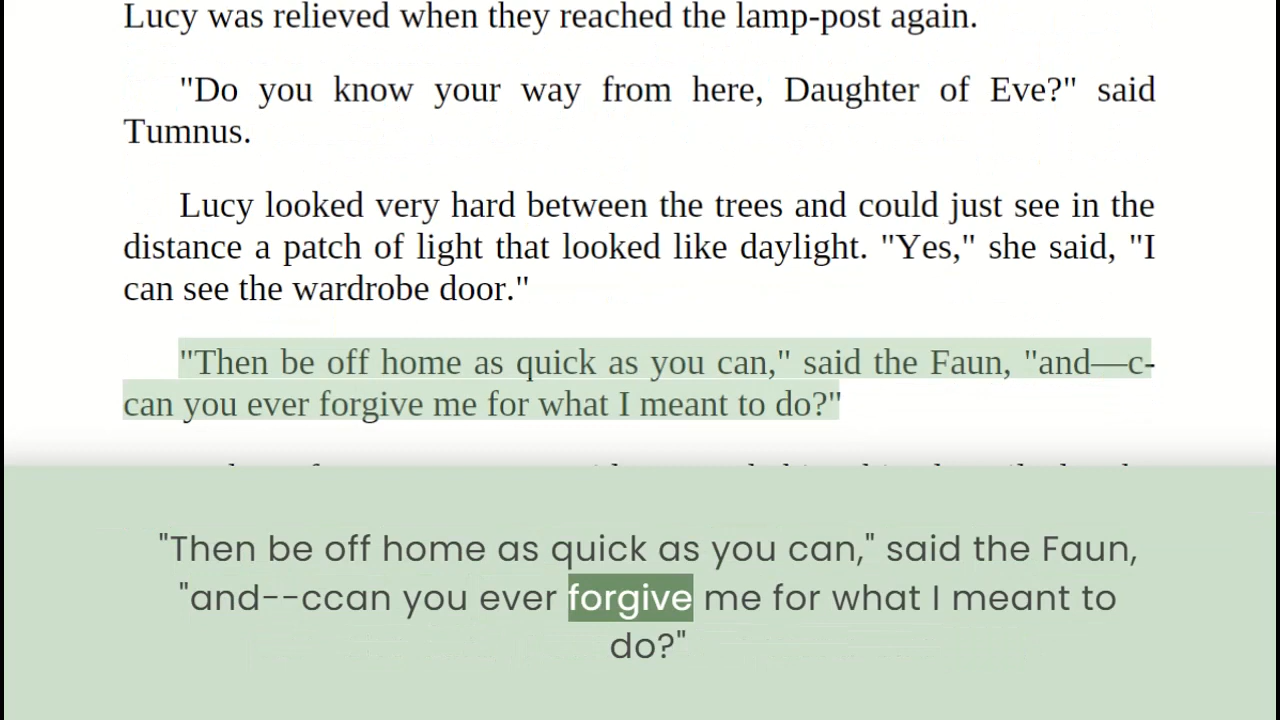 Lucy was relieved when they reached the lamp-post again.
"Do you know your way from here, Daughter of Eve?" said
Tumnus.
Lucy looked very hard between the trees and could just see in the
distance a patch of light that looked like daylight. "Yes," she said, "I
can see the wardrobe door."
"Then be off home as quick as you can," said the Faun, "and—c-
can you ever forgive me for what I meant to do?"
"Then be off home as quick as you can," said the Faun,
"and--ccan you ever forgive me for what I meant to
do?"